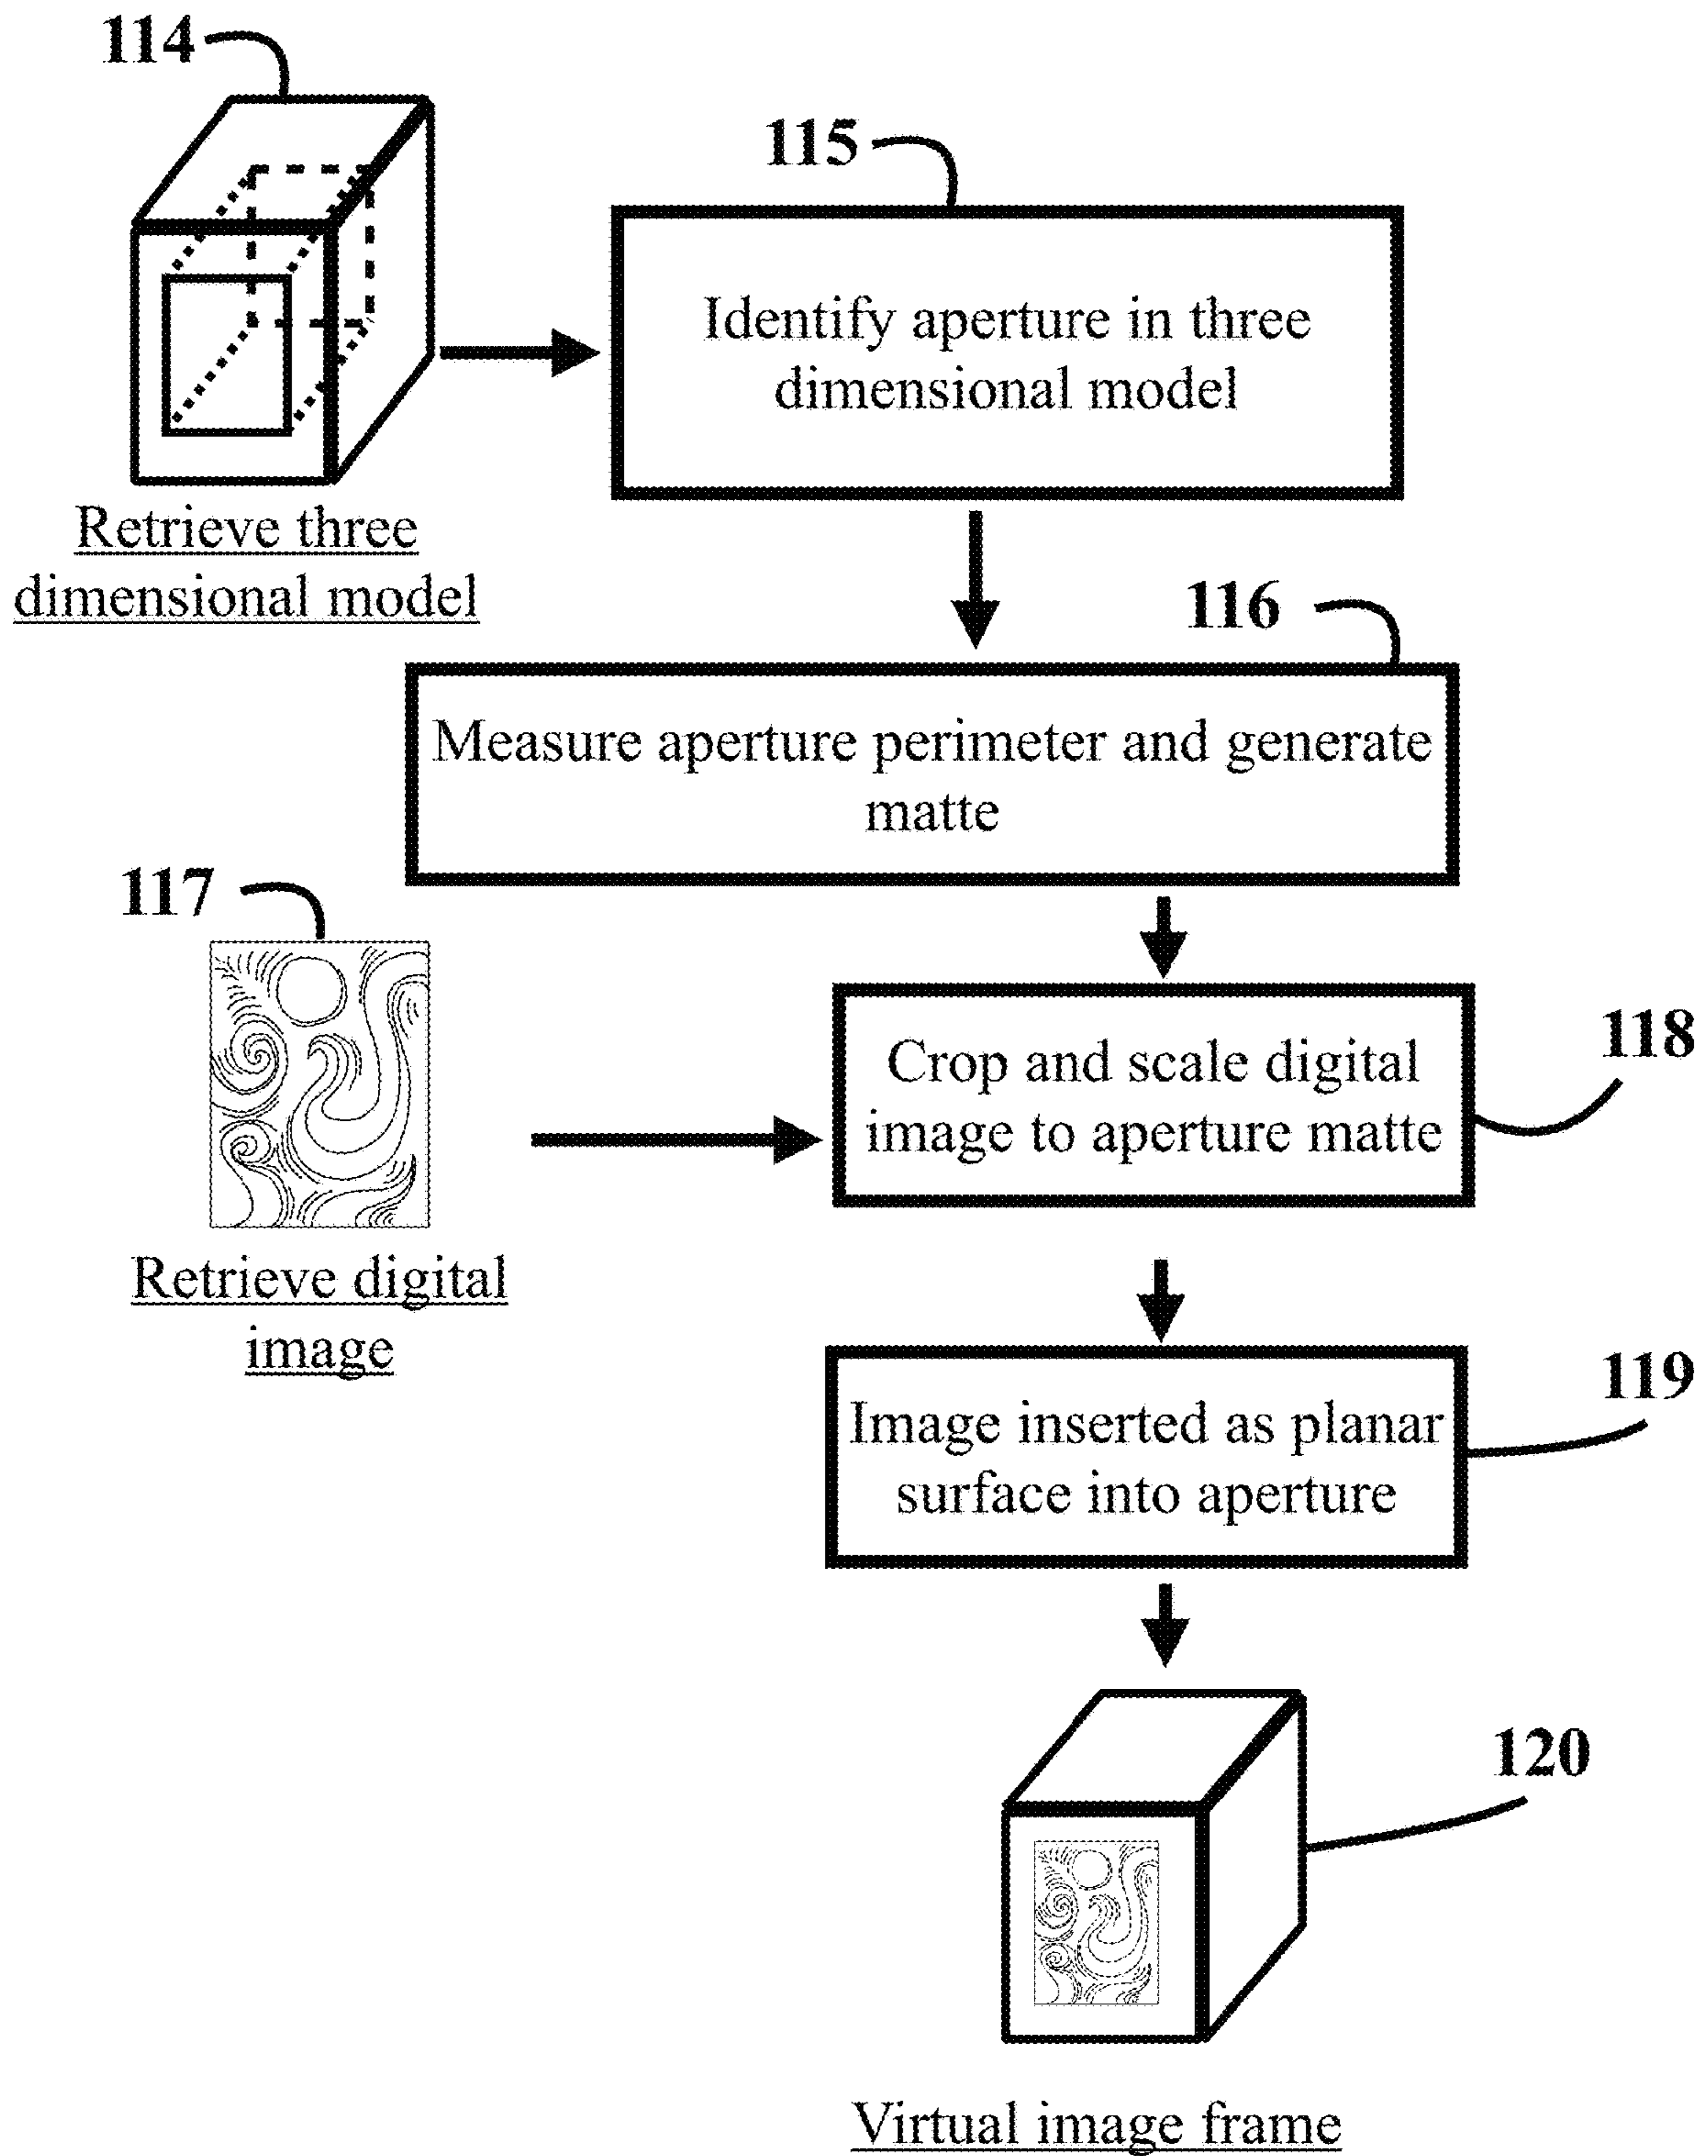 114
115
Identify aperture in three
dimensional model
Retrieve three
dimensional model
116
Measure aperture perimeter and generate
matte
117
118
Crop and scale digital
image to aperture matte
Retrieve digital
image
119
Image inserted as planar
surface into aperture
120
Virtual image frame